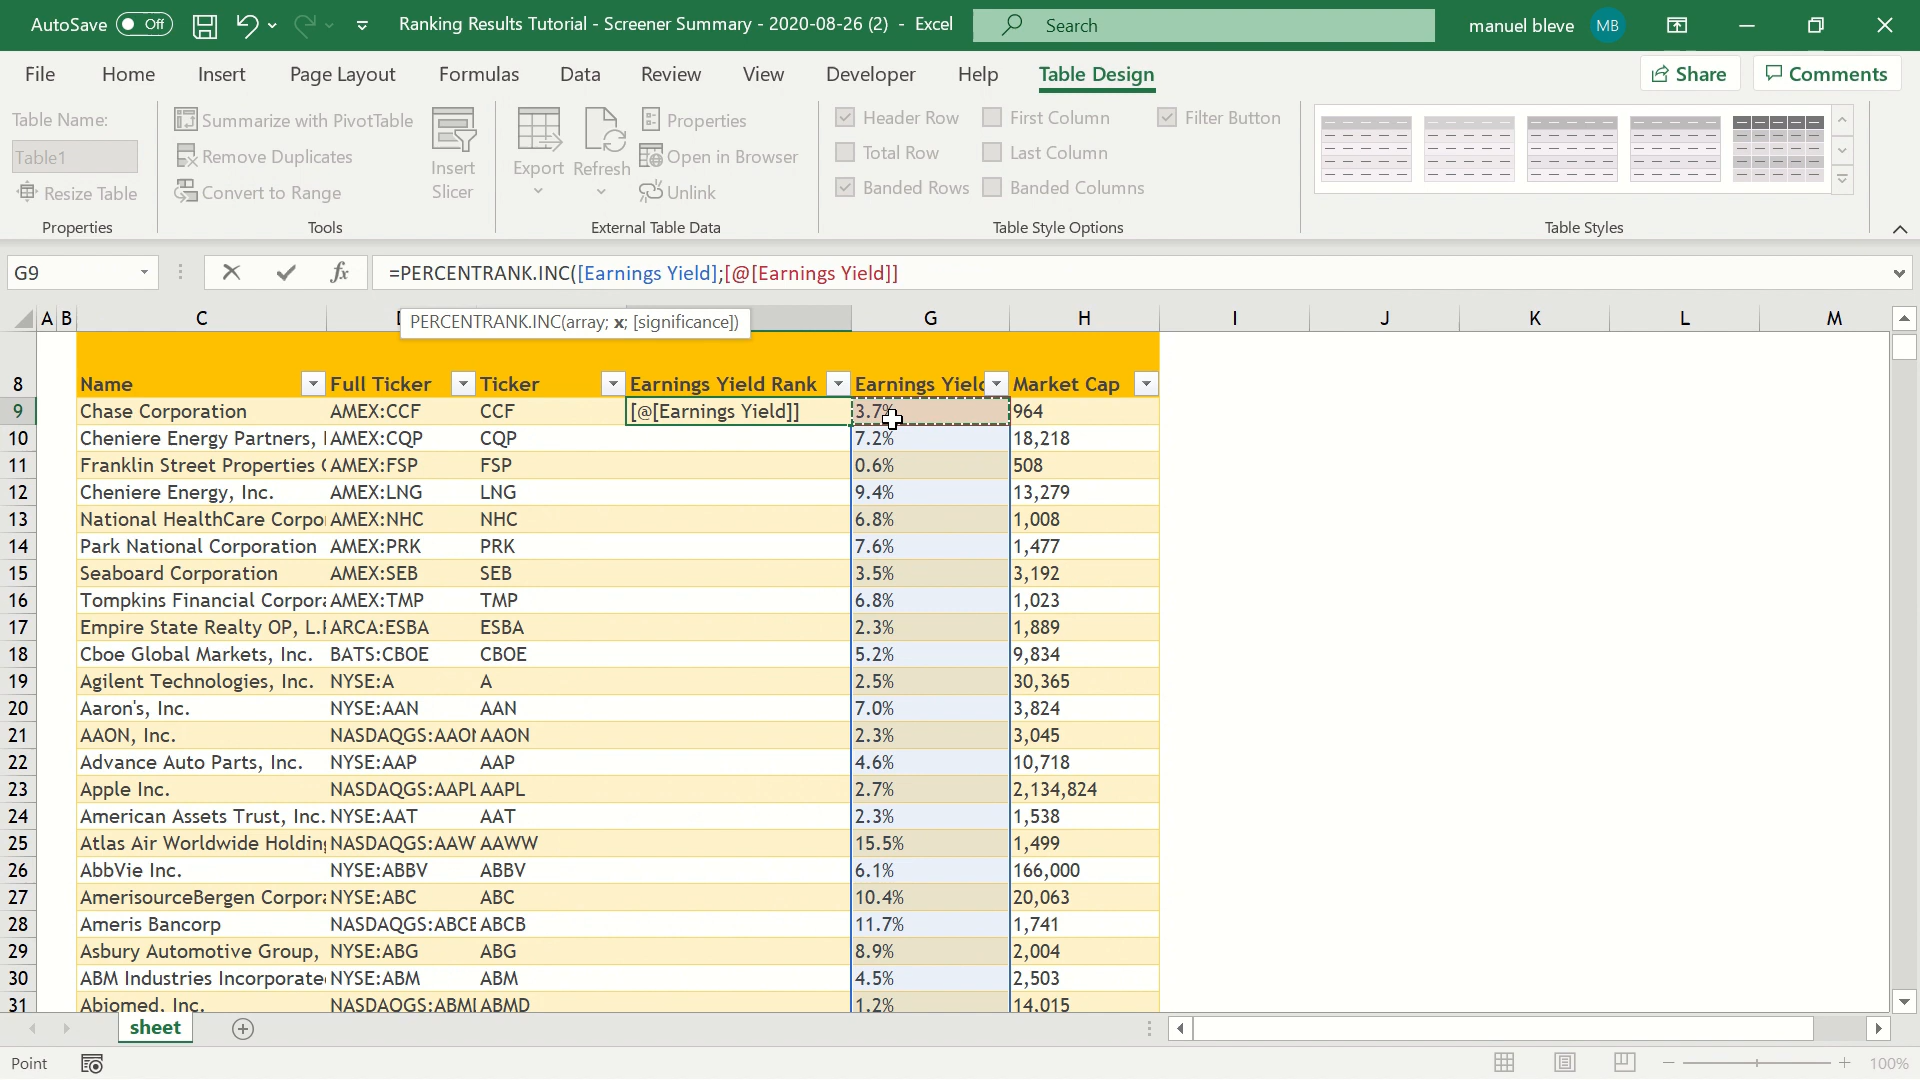 AutoSave Off Ranking Results Tutorial - Screener Summary - 2020-08-26 (2) - Excel Search manuel bleve MB
File Home Insert Page Layout Formulas Data Review View Developer Help Table Design Share Comments
Table Name:
Table1
Resize Table
Properties
Summarize with PivotTable
Remove Duplicates
Convert to Range
Insert
Slicer
Tools
Export
Refresh
Properties
Open in Browser
Unlink
External Table Data
Header Row First Column Filter Button
Total Row Last Column
Banded Rows Banded Columns
Table Style Options
Table Styles
G9 fx =PERCENTRANK.INC([Earnings Yield];[@[Earnings Yield]]
PERCENTRANK.INC(array; x; [significance])
A B C G H I J K L M
8 Name Full Ticker Ticker Earnings Yield Rank Earnings Yiel Market Cap
9 Chase Corporation AMEX:CCF CCF [@[Earnings Yield]] 3.7% 964
10 Cheniere Energy Partners, AMEX:CQP CQP 7.2% 18,218
11 Franklin Street Properties AMEX:FSP FSP 0.6% 508
12 Cheniere Energy, Inc. AMEX:LNG LNG 9.4% 13,279
13 National HealthCare Corpo AMEX:NHC NHC 6.8% 1,008
14 Park National Corporation AMEX:PRK PRK 7.6% 1,477
15 Seaboard Corporation AMEX:SEB SEB 3.5% 3,192
16 Tompkins Financial Corpor AMEX:TMP TMP 6.8% 1,023
17 Empire State Realty OP, L. ARCA:ESBA ESBA 2.3% 1,889
18 Cboe Global Markets, Inc. BATS:CBOE CBOE 5.2% 9,834
19 Agilent Technologies, Inc. NYSE:A A 2.5% 30,365
20 Aaron's, Inc. NYSE:AAN AAN 7.0% 3,824
21 AAON, Inc. NASDAQGS:AAO AAON 2.3% 3,045
22 Advance Auto Parts, Inc. NYSE:AAP AAP 4.6% 10,718
23 Apple Inc. NASDAQGS:AAPL AAPL 2.7% 2,134,824
24 American Assets Trust, Inc. NYSE:AAT AAT 2.3% 1,538
25 Atlas Air Worldwide Holdin NASDAQGS:AAW AAWW 15.5% 1,499
26 AbbVie Inc. NYSE:ABBV ABBV 6.1% 166,000
27 AmerisourceBergen Corpor NYSE:ABC ABC 10.4% 20,063
28 Ameris Bancorp NASDAQGS:ABCB ABCB 11.7% 1,741
29 Asbury Automotive Group, NYSE:ABG ABG 8.9% 2,004
30 ABM Industries Incorporate NYSE:ABM ABM 4.5% 2,503
31 Abiomed, Inc. NASDAQGS:ABM ABMD 1.2% 14,015
sheet
Point 100%